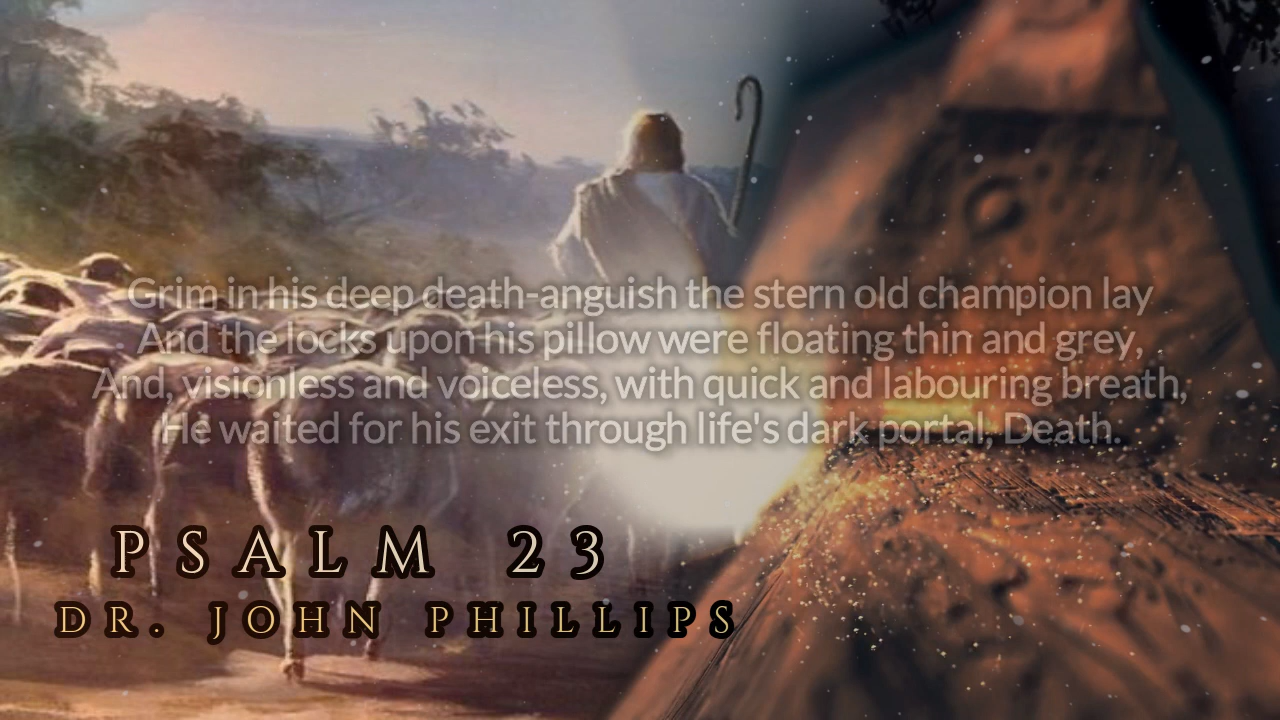 Grim in his deep death-anguish the stern old champion lay
And the locks upon his pillow were floating thin and grey,
And, visionless and voiceless, with quick and labouring breath,
He waited for his exit through life's dark portal, Death.
PSALM 23
DR. JOHN PHILLIPS